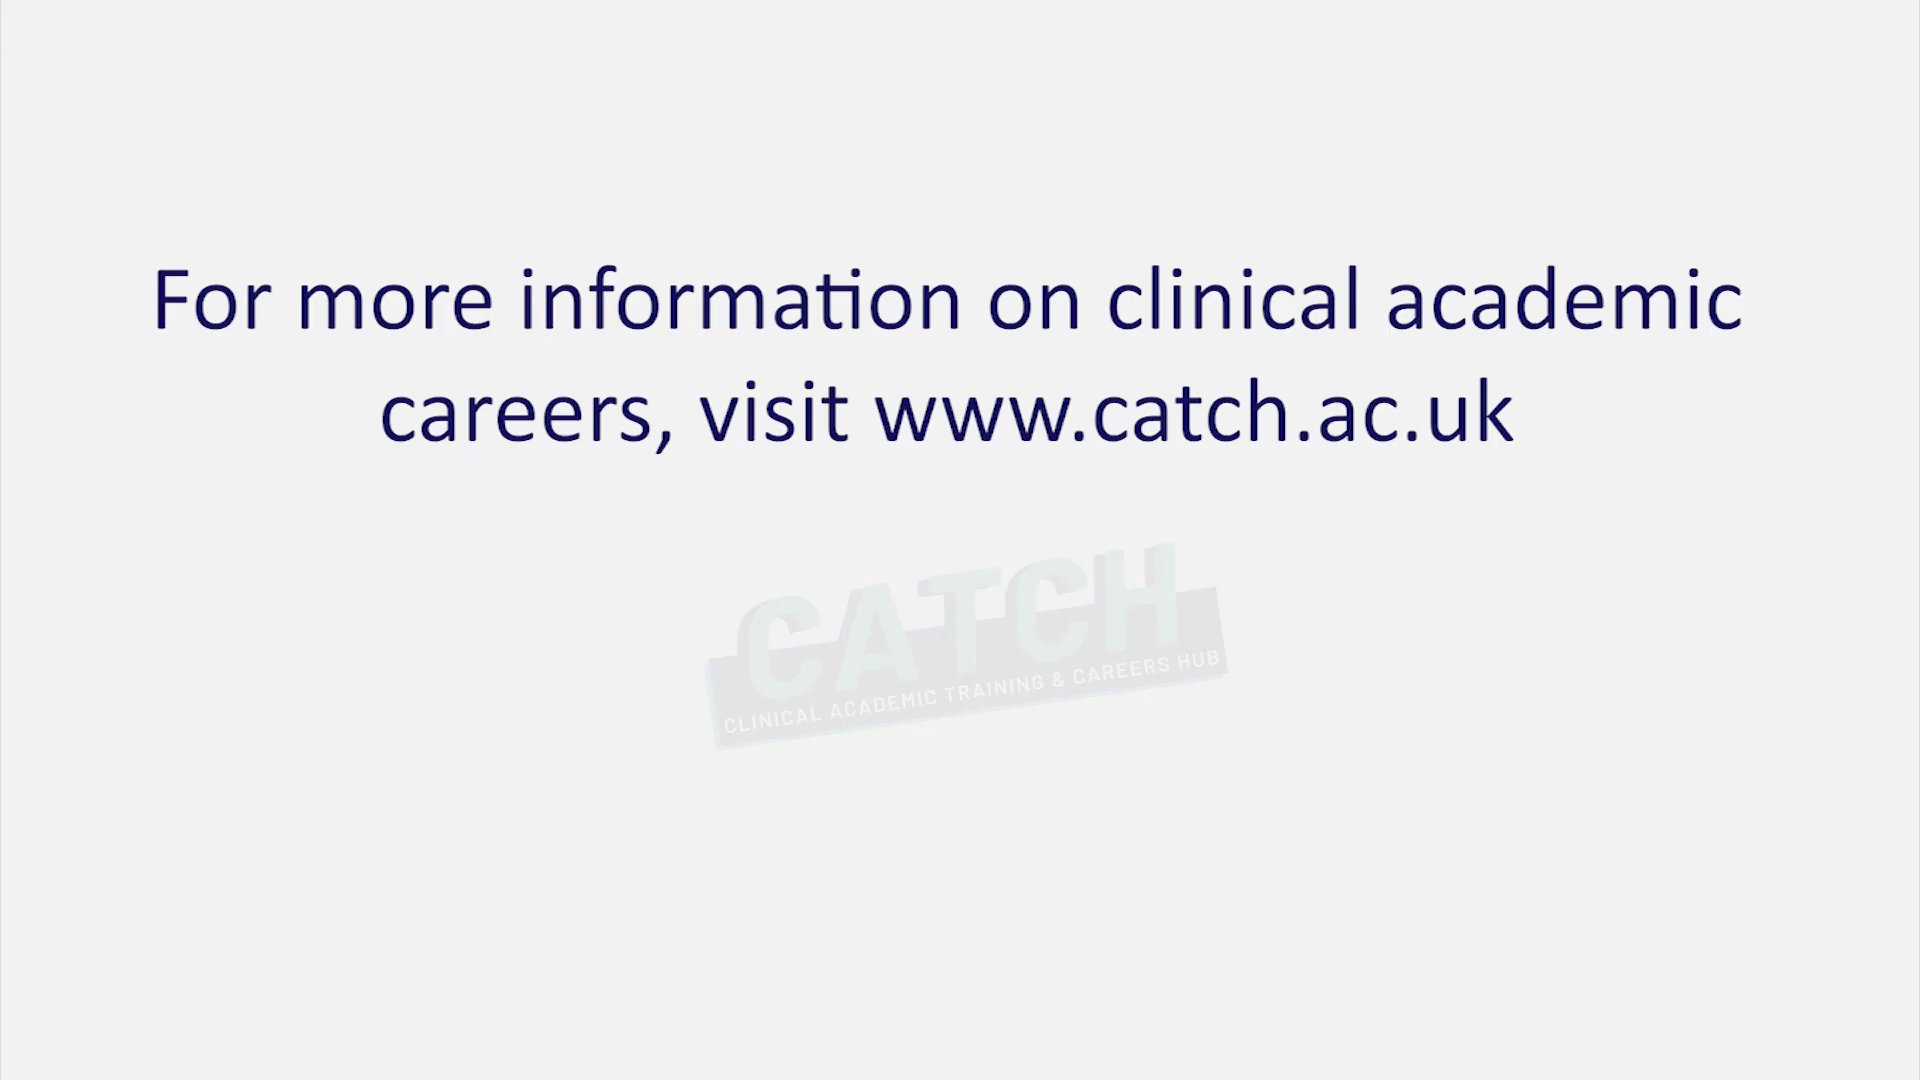 For more information on clinical academic
careers, visit www.catch.ac.uk
CATCH
CLINICAL ACADEMIC TRAINING & CAREERS HUB